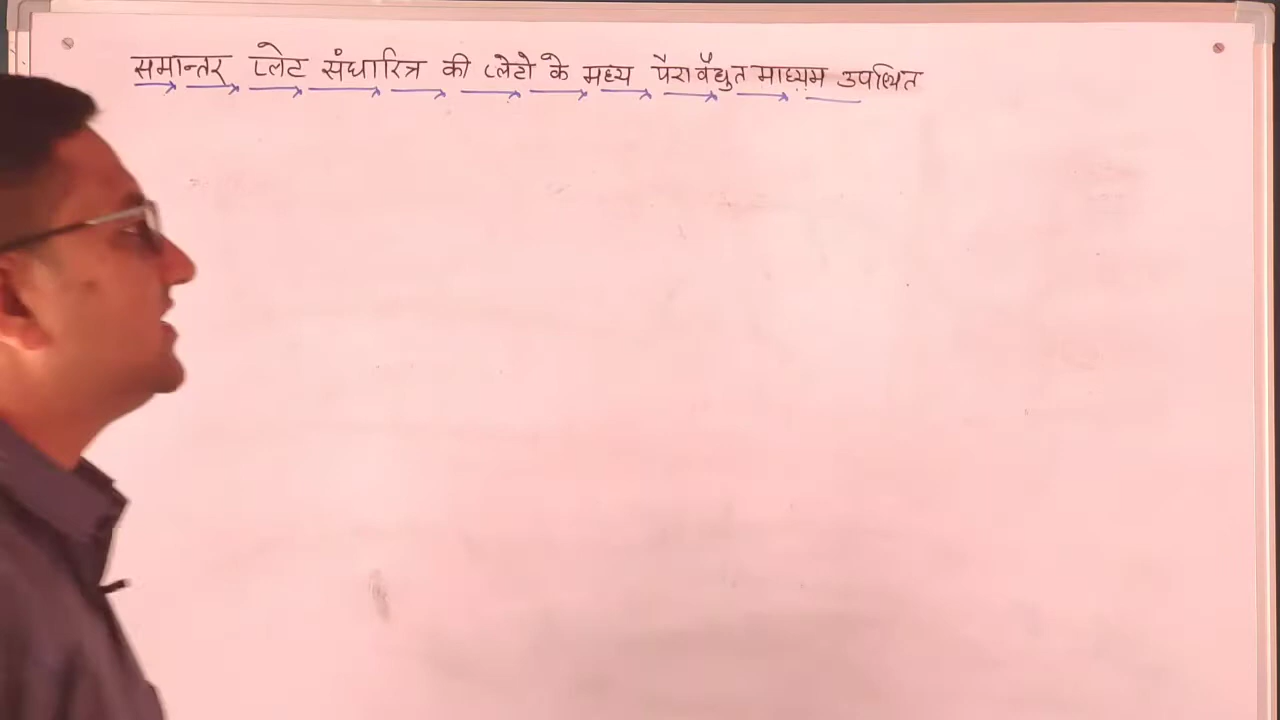 समान्तर प्लेट संधारित्र की प्लेटो के मध्य पैरावैद्युत माध्यम उपस्थित